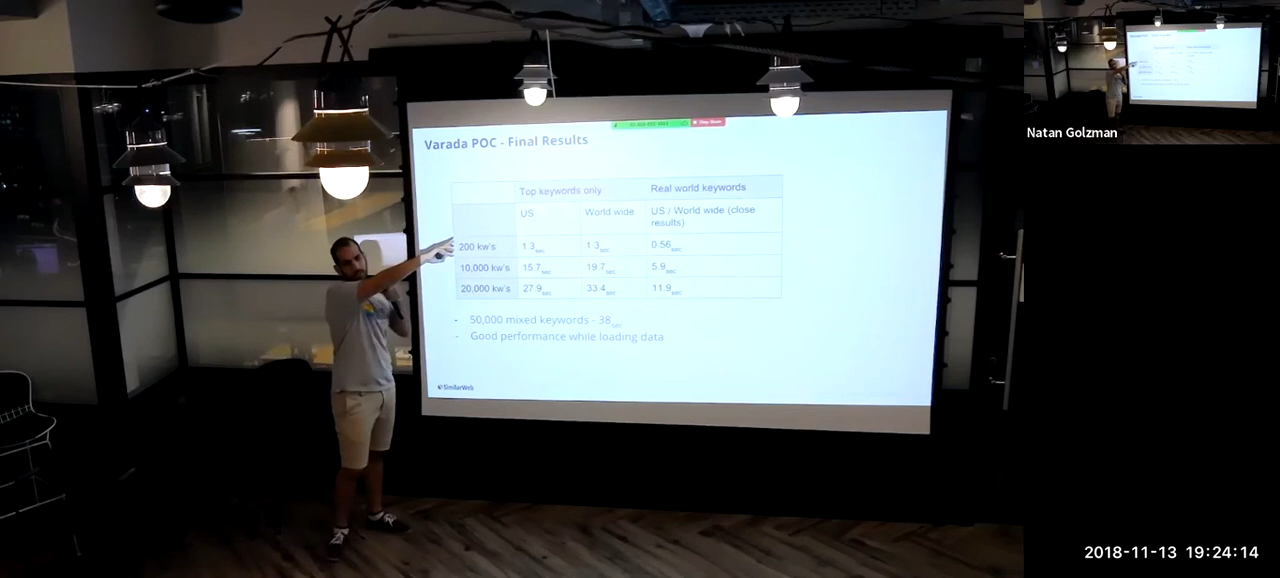 Varada POC - Final Results
Stop Share
Top keywords only Real world keywords
US World wide US / World wide (close results)
200 kw's 1.3sec 1.3sec 0.56sec
10,000 kw's 15.7sec 19.7sec 5.9sec
20,000 kw's 27.9sec 33.4sec 11.9sec
- 50,000 mixed keywords - 38sec
- Good performance while loading data
SimilarWeb
Natan Golzman
2018-11-13 19:24:14